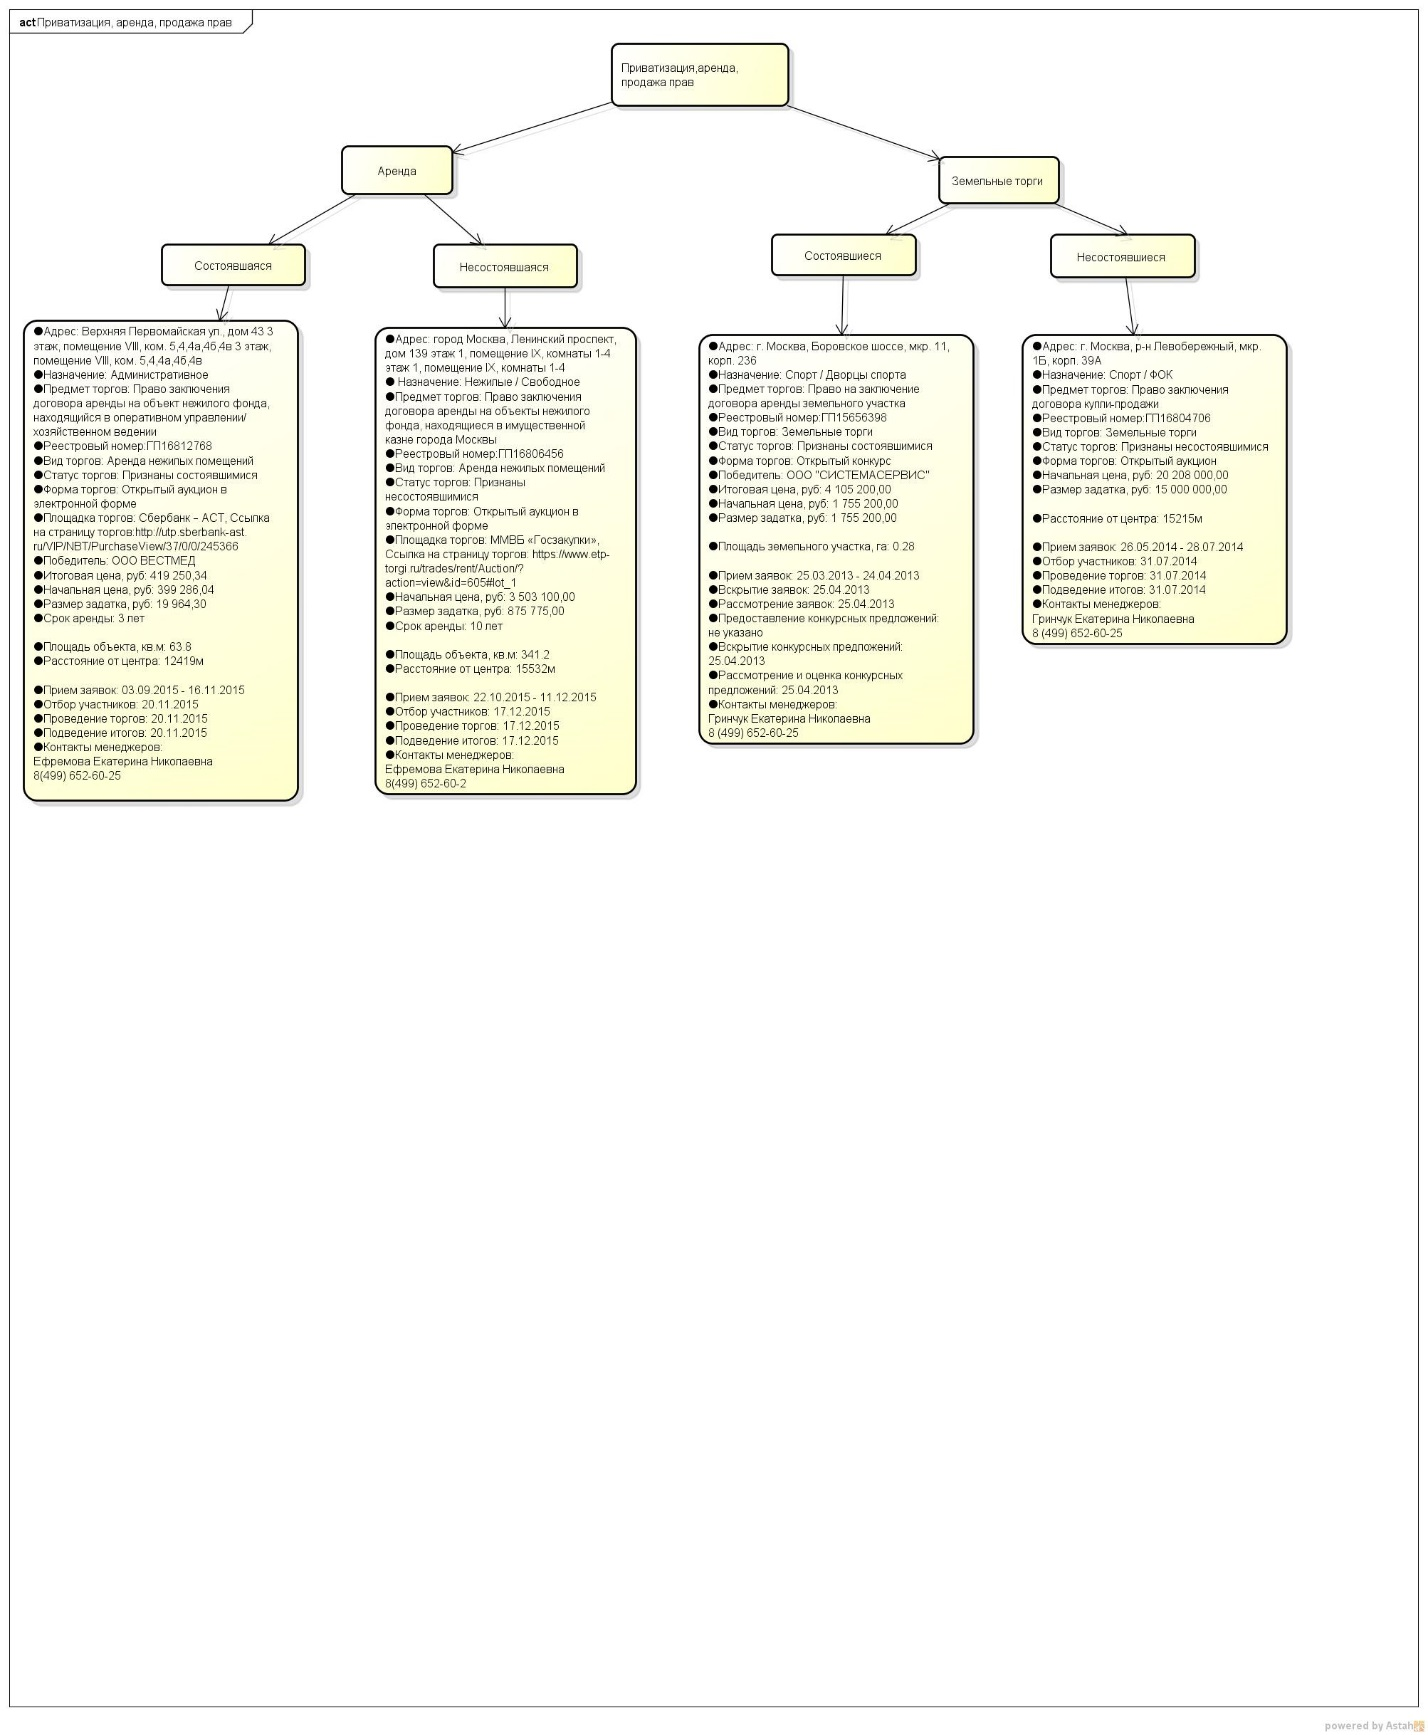 act Приватизация, аренда, продажа прав
Приватизация,аренда,
продажа прав
Аренда
Земельные торги
Состоявшаяся
Несостоявшаяся
Состоявшиеся
Несостоявшиеся
●Адрес: Верхняя Первомайская ул., дом 43 3
этаж, помещение VIII, ком. 5,4,4а,4б,4в 3 этаж,
помещение VIII, ком. 5,4,4а,4б,4в
●Назначение: Административное
●Предмет торгов: Право заключения
договора аренды на объект нежилого фонда,
находящийся в оперативном управлении/
хозяйственном ведении
●Реестровый номер:ГП16812768
●Вид торгов: Аренда нежилых помещений
●Статус торгов: Признаны состоявшимися
●Форма торгов: Открытый аукцион в
электронной форме
●Площадка торгов: Сбербанк – АСТ, Ссылка
на страницу торгов:http://utp.sberbank-ast.
ru/VIP/NBT/PurchaseView/37/0/0/245366
●Победитель: ООО ВЕСТМЕД
●Итоговая цена, руб: 419 250,34
●Начальная цена, руб: 399 286,04
●Размер задатка, руб: 19 964,30
●Срок аренды: 3 лет
●Площадь объекта, кв.м: 63.8
●Расстояние от центра: 12419м
●Прием заявок: 03.09.2015 - 16.11.2015
●Отбор участников: 20.11.2015
●Проведение торгов: 20.11.2015
●Подведение итогов: 20.11.2015
●Контакты менеджеров:
Ефремова Екатерина Николаевна
8(499) 652-60-25
●Адрес: город Москва, Ленинский проспект,
дом 139 этаж 1, помещение IX, комнаты 1-4
этаж 1, помещение IX, комнаты 1-4
● Назначение: Нежилые / Свободное
●Предмет торгов: Право заключения
договора аренды на объекты нежилого
фонда, находящиеся в имущественной
казне города Москвы
●Реестровый номер:ГП16806456
●Вид торгов: Аренда нежилых помещений
●Статус торгов: Признаны
несостоявшимися
●Форма торгов: Открытый аукцион в
электронной форме
●Площадка торгов: ММВБ «Госзакупки»,
Ссылка на страницу торгов: https://www.etp-
torgi.ru/trades/rent/Auction/?
action=view&id=605#lot_1
●Начальная цена, руб: 3 503 100,00
●Размер задатка, руб: 875 775,00
●Срок аренды: 10 лет
●Площадь объекта, кв.м: 341.2
●Расстояние от центра: 15532м
●Прием заявок: 22.10.2015 - 11.12.2015
●Отбор участников: 17.12.2015
●Проведение торгов: 17.12.2015
●Подведение итогов: 17.12.2015
●Контакты менеджеров:
Ефремова Екатерина Николаевна
8(499) 652-60-2
●Адрес: г. Москва, Боровское шоссе, мкр. 11,
корп. 236
●Назначение: Спорт / Дворцы спорта
●Предмет торгов: Право на заключение
договора аренды земельного участка
●Реестровый номер:ГП15656398
●Вид торгов: Земельные торги
●Статус торгов: Признаны состоявшимися
●Форма торгов: Открытый конкурс
●Победитель: ООО "СИСТЕМАСЕРВИС"
●Итоговая цена, руб: 4 105 200,00
●Начальная цена, руб: 1 755 200,00
●Размер задатка, руб: 1 755 200,00
●Площадь земельного участка, га: 0.28
●Прием заявок: 25.03.2013 - 24.04.2013
●Вскрытие заявок: 25.04.2013
●Рассмотрение заявок: 25.04.2013
●Предоставление конкурсных предложений:
не указано
●Вскрытие конкурсных предложений:
25.04.2013
●Рассмотрение и оценка конкурсных
предложений: 25.04.2013
●Контакты менеджеров:
Гринчук Екатерина Николаевна
8 (499) 652-60-25
●Адрес: г. Москва, р-н Левобережный, мкр.
1Б, корп. 39А
●Назначение: Спорт / ФОК
●Предмет торгов: Право заключения
договора купли-продажи
●Реестровый номер:ГП16804706
●Вид торгов: Земельные торги
●Статус торгов: Признаны несостоявшимися
●Форма торгов: Открытый аукцион
●Начальная цена, руб: 20 208 000,00
●Размер задатка, руб: 15 000 000,00
●Расстояние от центра: 15215м
●Прием заявок: 26.05.2014 - 28.07.2014
●Отбор участников: 31.07.2014
●Проведение торгов: 31.07.2014
●Подведение итогов: 31.07.2014
●Контакты менеджеров:
Гринчук Екатерина Николаевна
8 (499) 652-60-25
powered by Astah